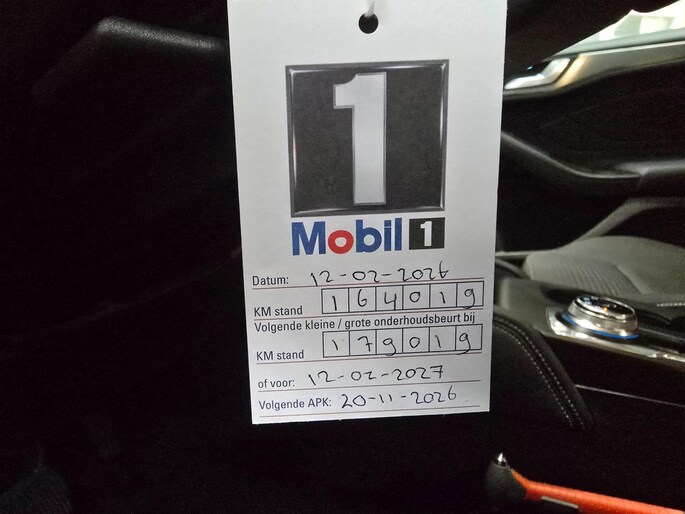 1
Mobil 1
Datum: 12-02-2026
KM stand 164019
Volgende kleine / grote onderhoudsbeurt bij
KM stand 179019
of voor: 12-02-2027
Volgende APK: 20-11-2026